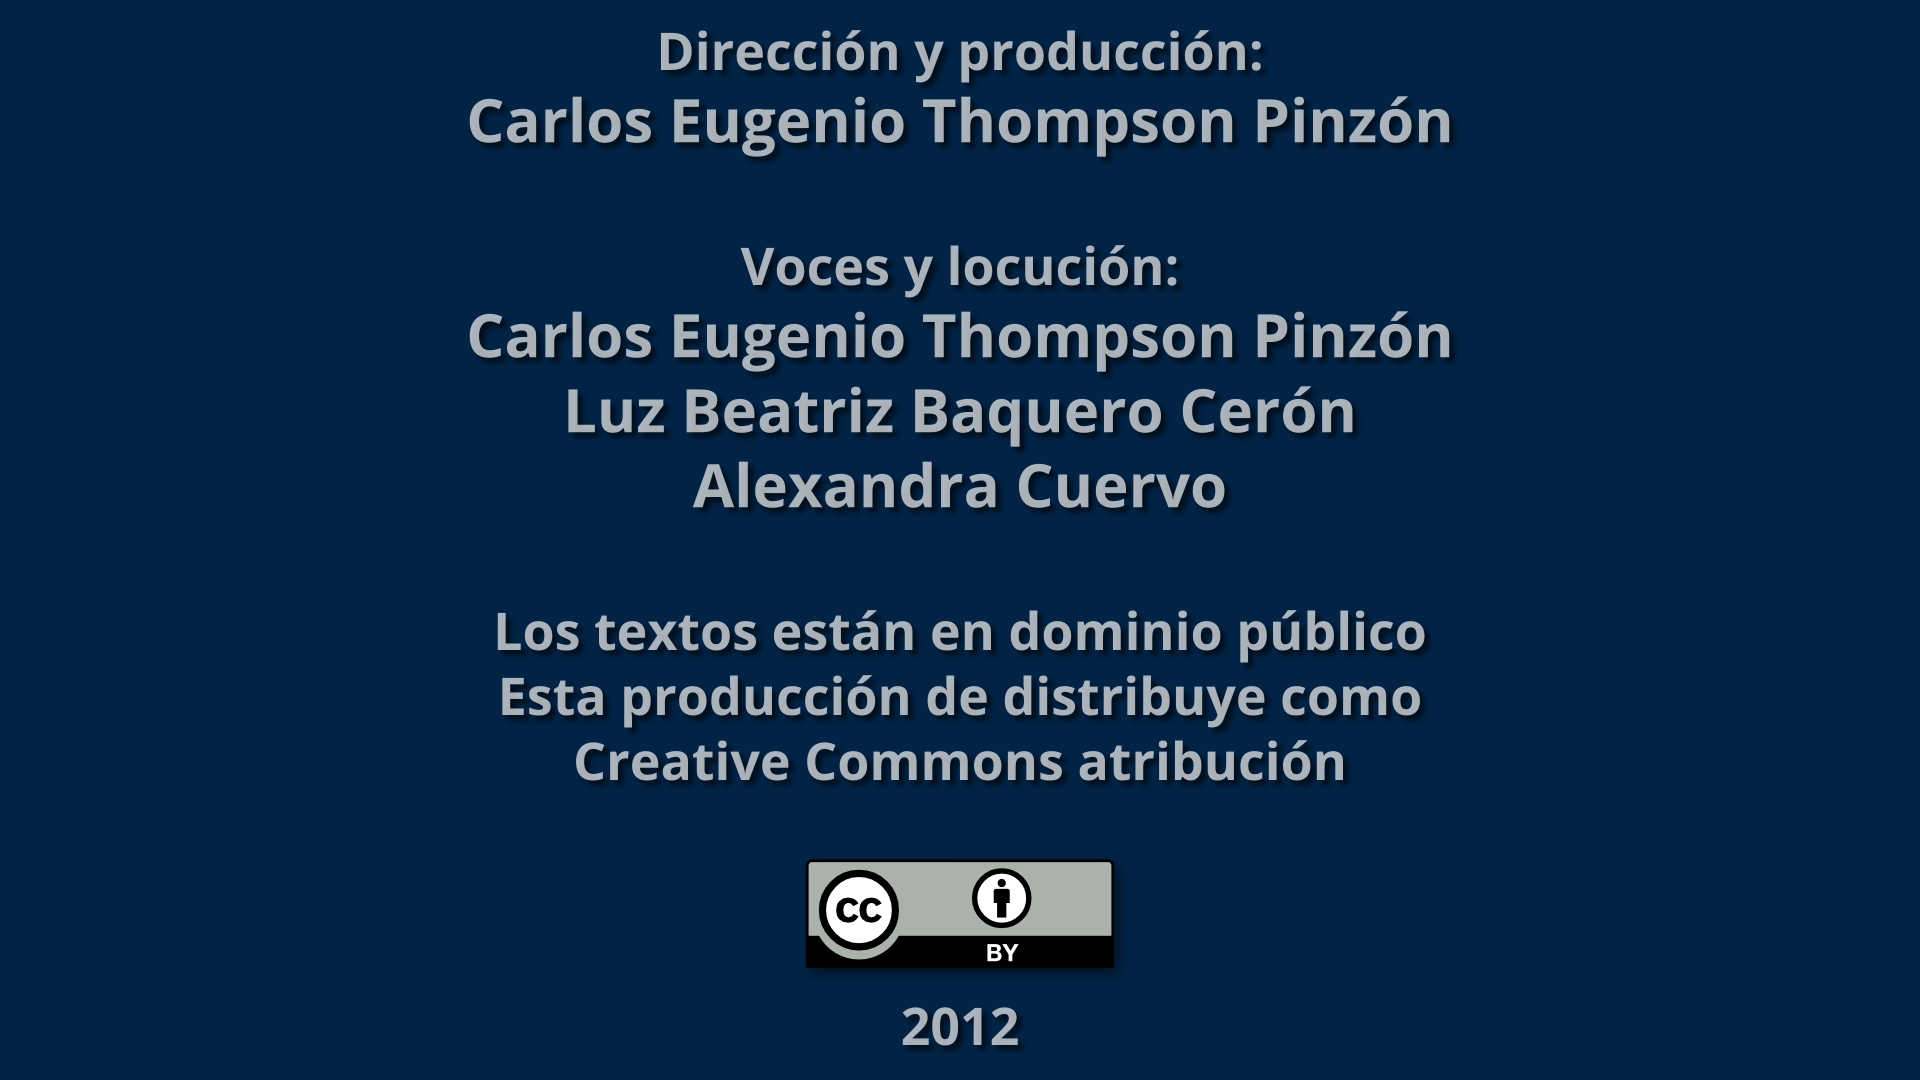 Dirección y producción:
Carlos Eugenio Thompson Pinzón
Voces y locución:
Carlos Eugenio Thompson Pinzón
Luz Beatriz Baquero Cerón
Alexandra Cuervo
Los textos están en dominio público
Esta producción de distribuye como
Creative Commons atribución
cc
BY
2012